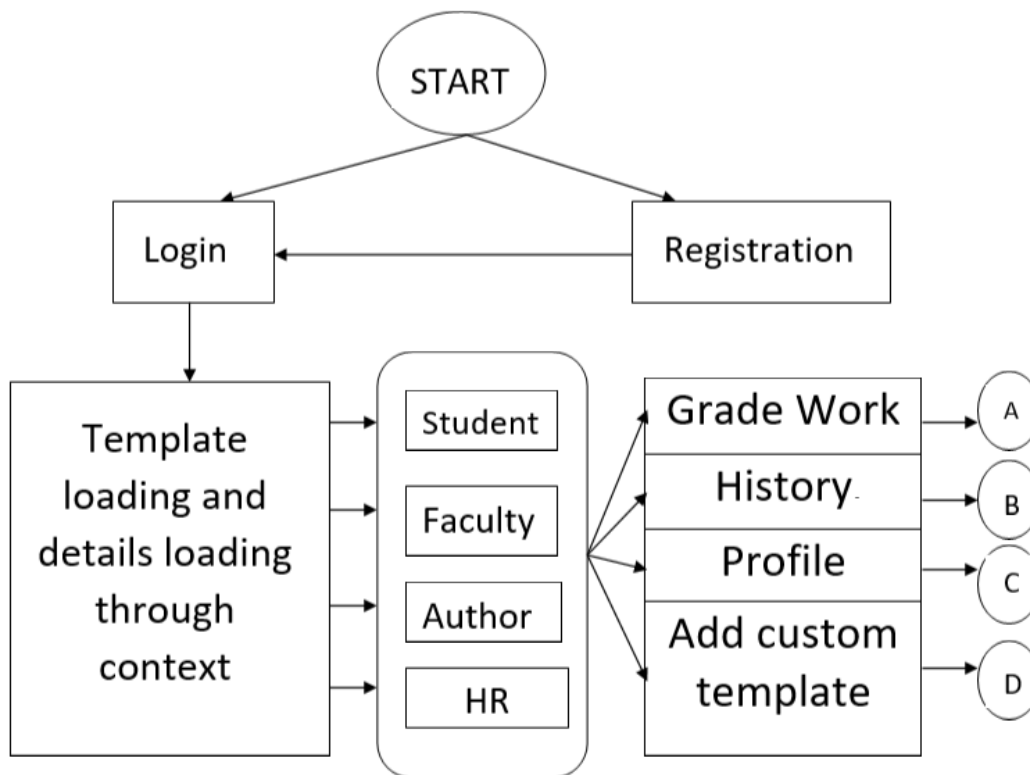 START
Login
Registration
Template
loading and
details loading
through
context
Student
Faculty
Author
HR
Grade Work
History
Profile
Add custom
template
A
B
C
D